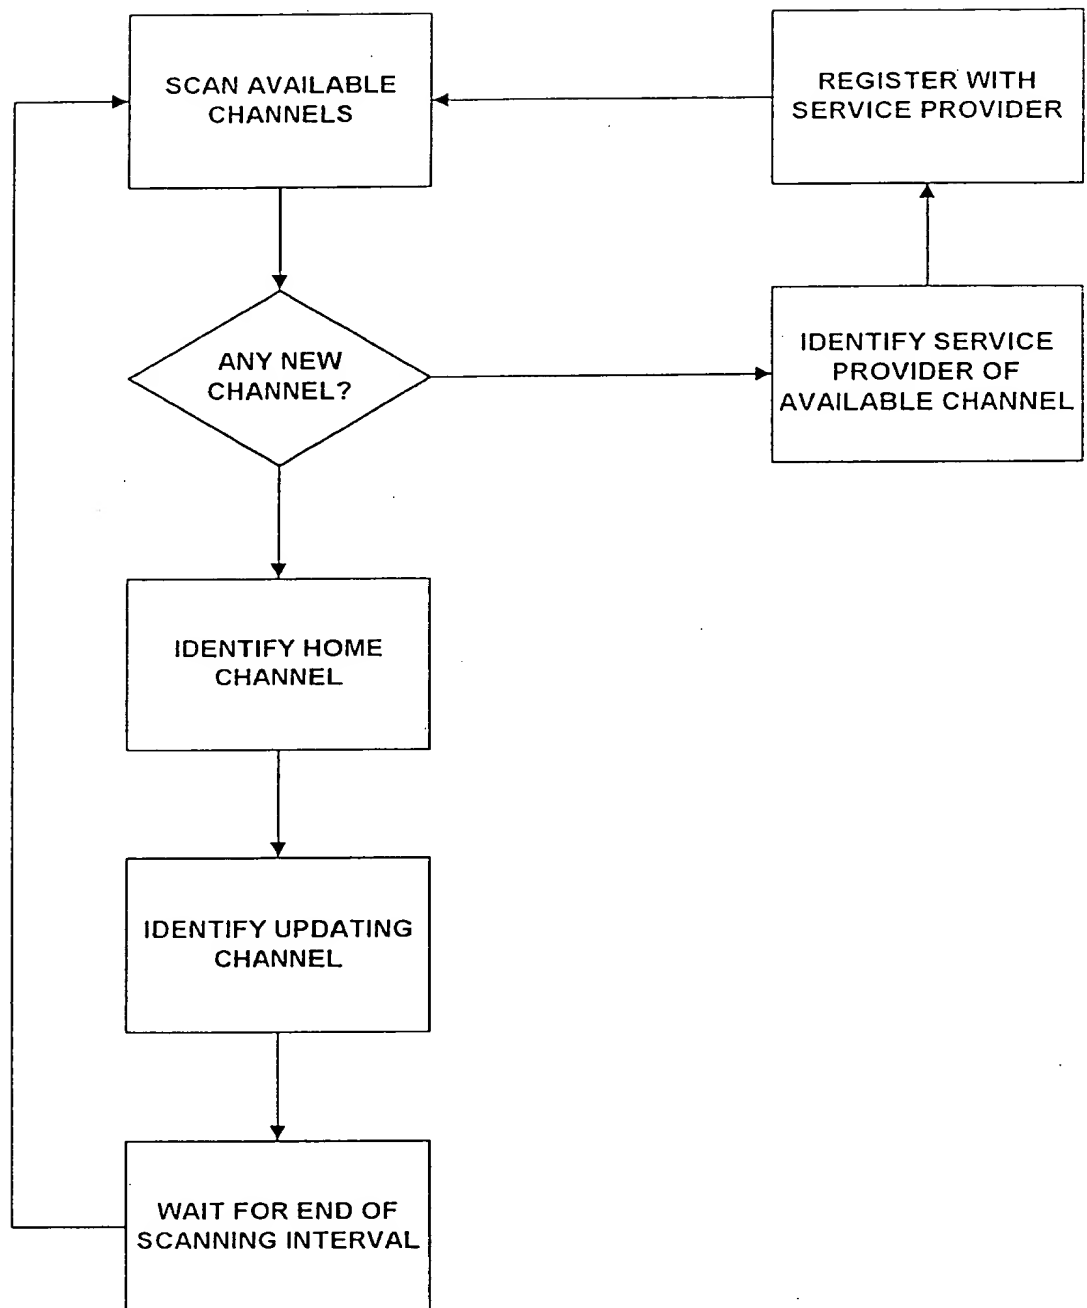 SCAN AVAILABLE
CHANNELS
REGISTER WITH
SERVICE PROVIDER
ANY NEW
CHANNEL?
IDENTIFY SERVICE
PROVIDER OF
AVAILABLE CHANNEL
IDENTIFY HOME
CHANNEL
IDENTIFY UPDATING
CHANNEL
WAIT FOR END OF
SCANNING INTERVAL